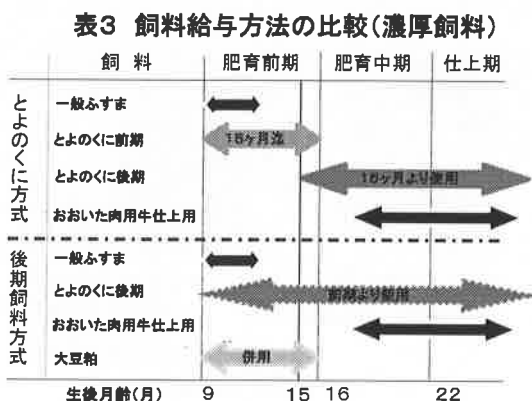 表3 飼料給与方法の比較(濃厚飼料)
飼料 肥育前期 肥育中期 仕上期
とよのくに方式
一般ふすま
とよのくに前期 15ヶ月迄
とよのくに後期 16ヶ月より使用
おおいた肉用牛仕上用
後期飼料方式
一般ふすま
とよのくに後期 前期より使用
おおいた肉用牛仕上用
大豆粕 併用
生後月齢(月) 9 15 16 22